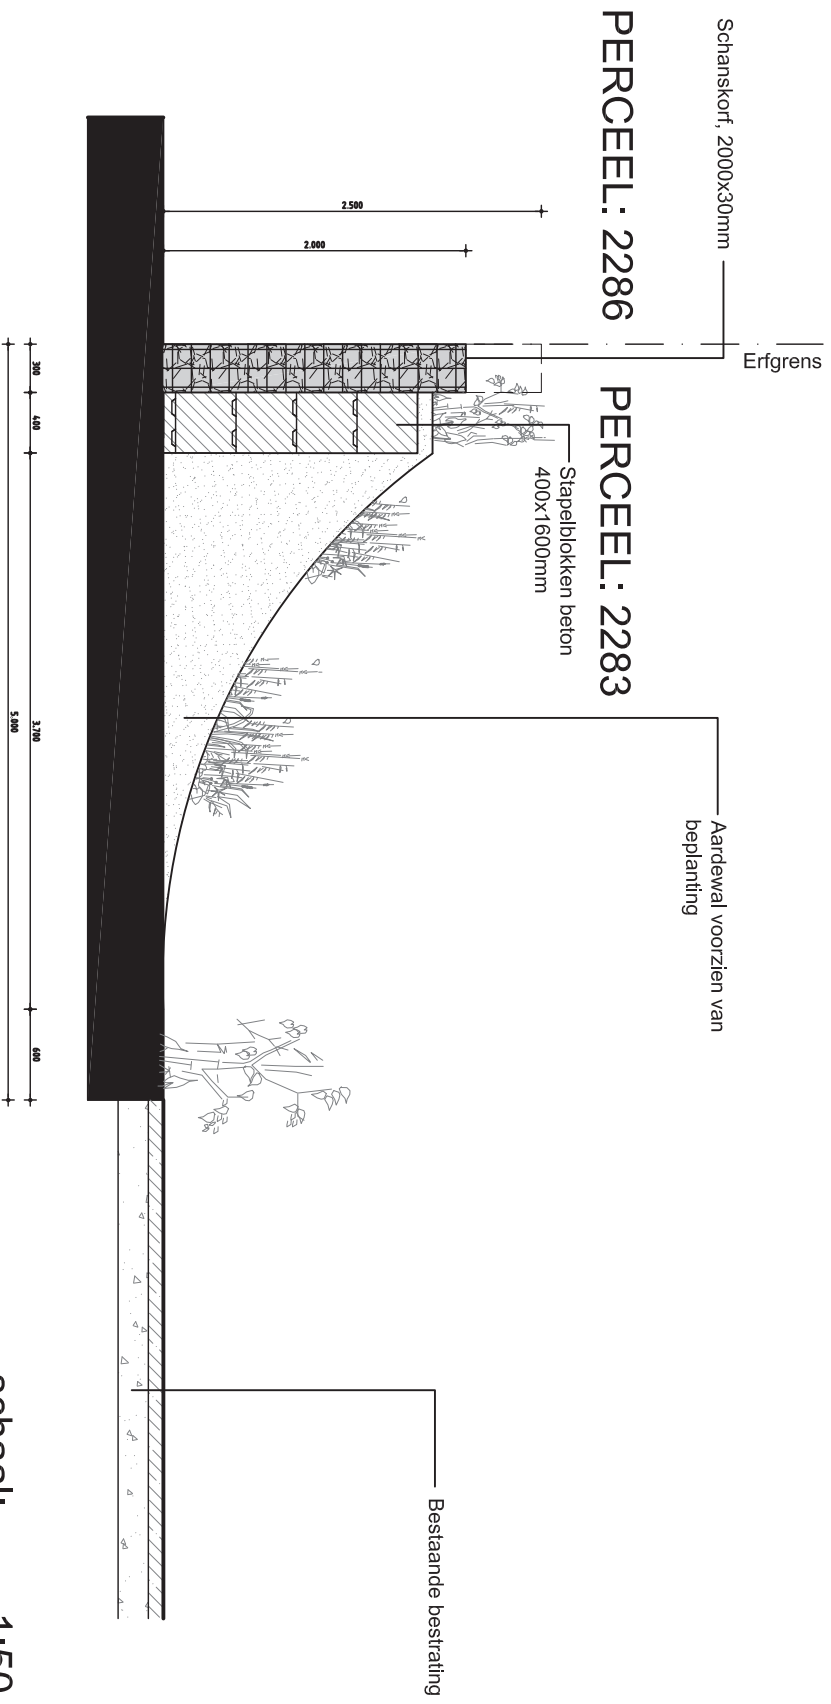 Schanskorf, 2000x30mm
PERCEEL: 2286
Erfgrens
PERCEEL: 2283
Stapelblokken beton
400x1600mm
Aardewal voorzien van
beplanting
Bestaande bestrating
2.500
2.000
300
400
3.700
600
5.000
schaal: 1:50